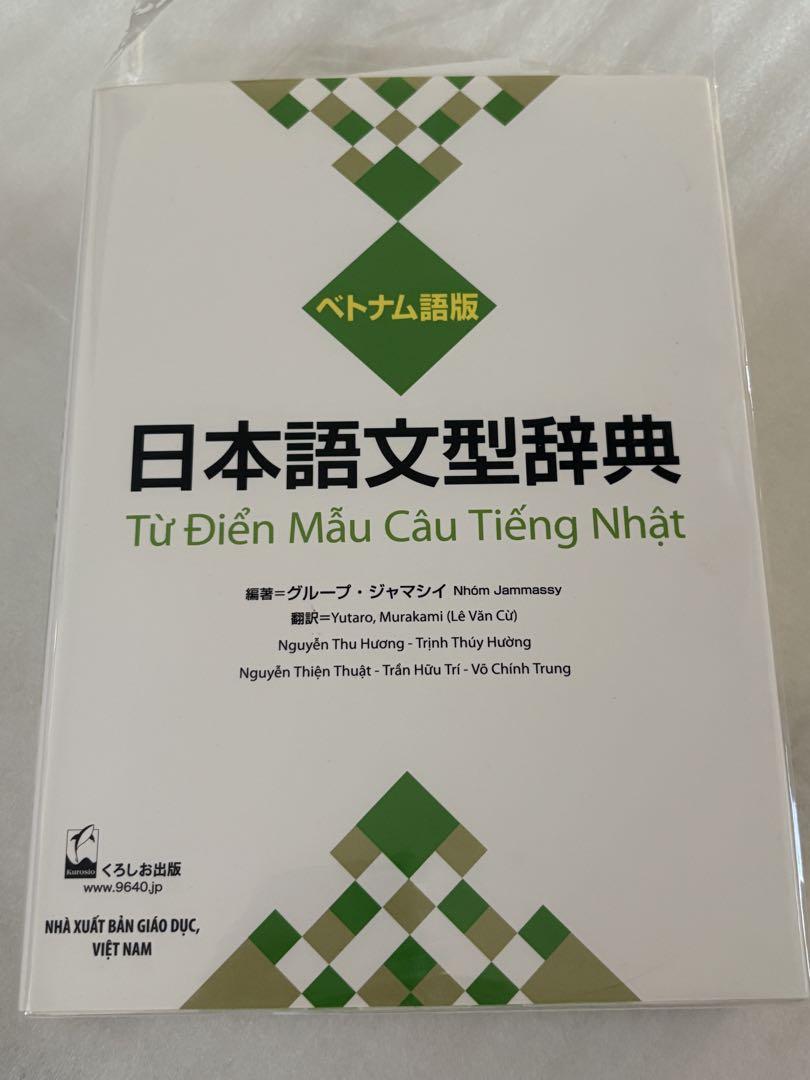 ベトナム語版
日本語文型辞典
Từ Điển Mẫu Câu Tiếng Nhật
編著=グループ・ジャマシイ Nhóm Jammassy
翻訳=Yutaro, Murakami (Lê Văn Cừ)
Nguyễn Thu Hương - Trịnh Thúy Hường
Nguyễn Thiện Thuật - Trần Hữu Trí - Võ Chính Trung
Kurosio くろしお出版
www.9640.jp
NHÀ XUẤT BẢN GIÁO DỤC,
VIỆT NAM